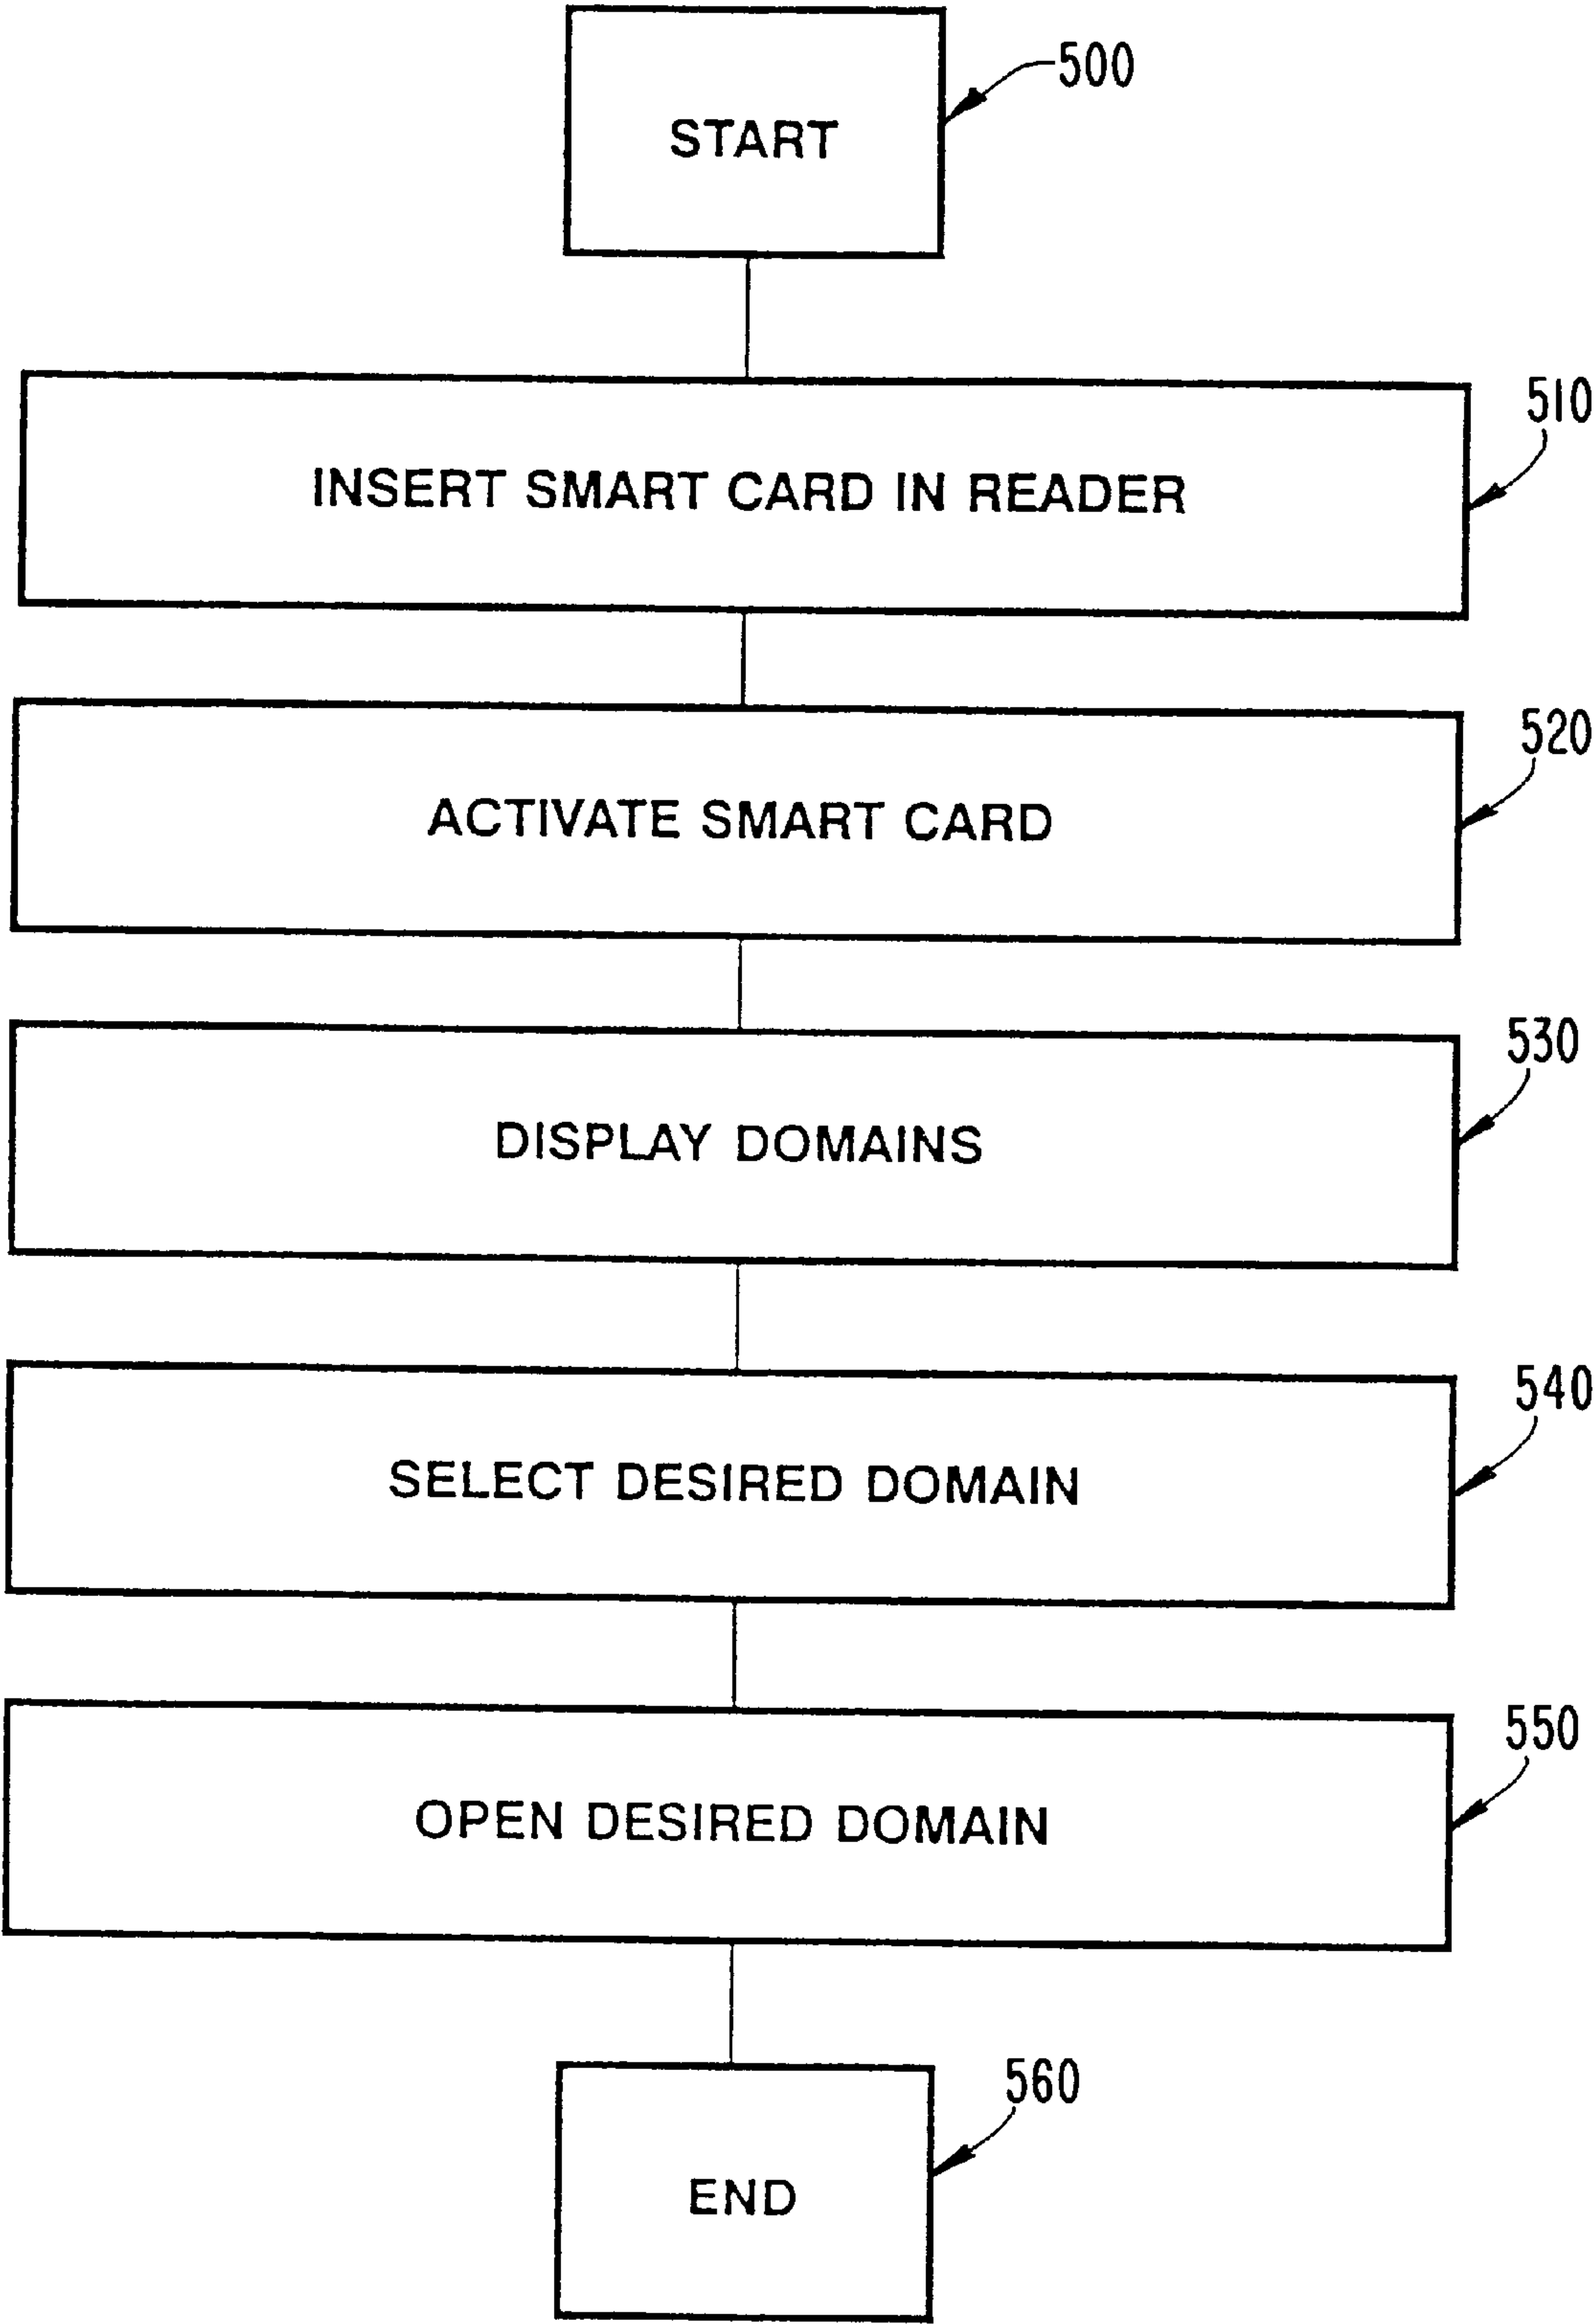 START
500
INSERT SMART CARD IN READER
510
ACTIVATE SMART CARD
520
DISPLAY DOMAINS
530
SELECT DESIRED DOMAIN
540
OPEN DESIRED DOMAIN
550
END
560